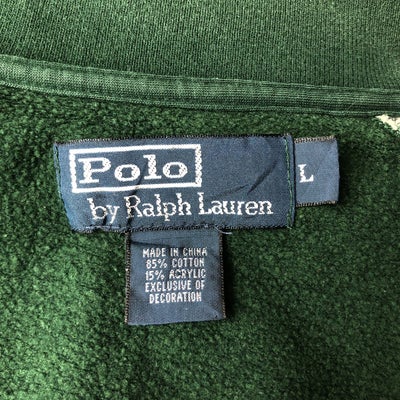 Polo
by Ralph Lauren
L
MADE IN CHINA
85% COTTON
15% ACRYLIC
EXCLUSIVE OF
DECORATION